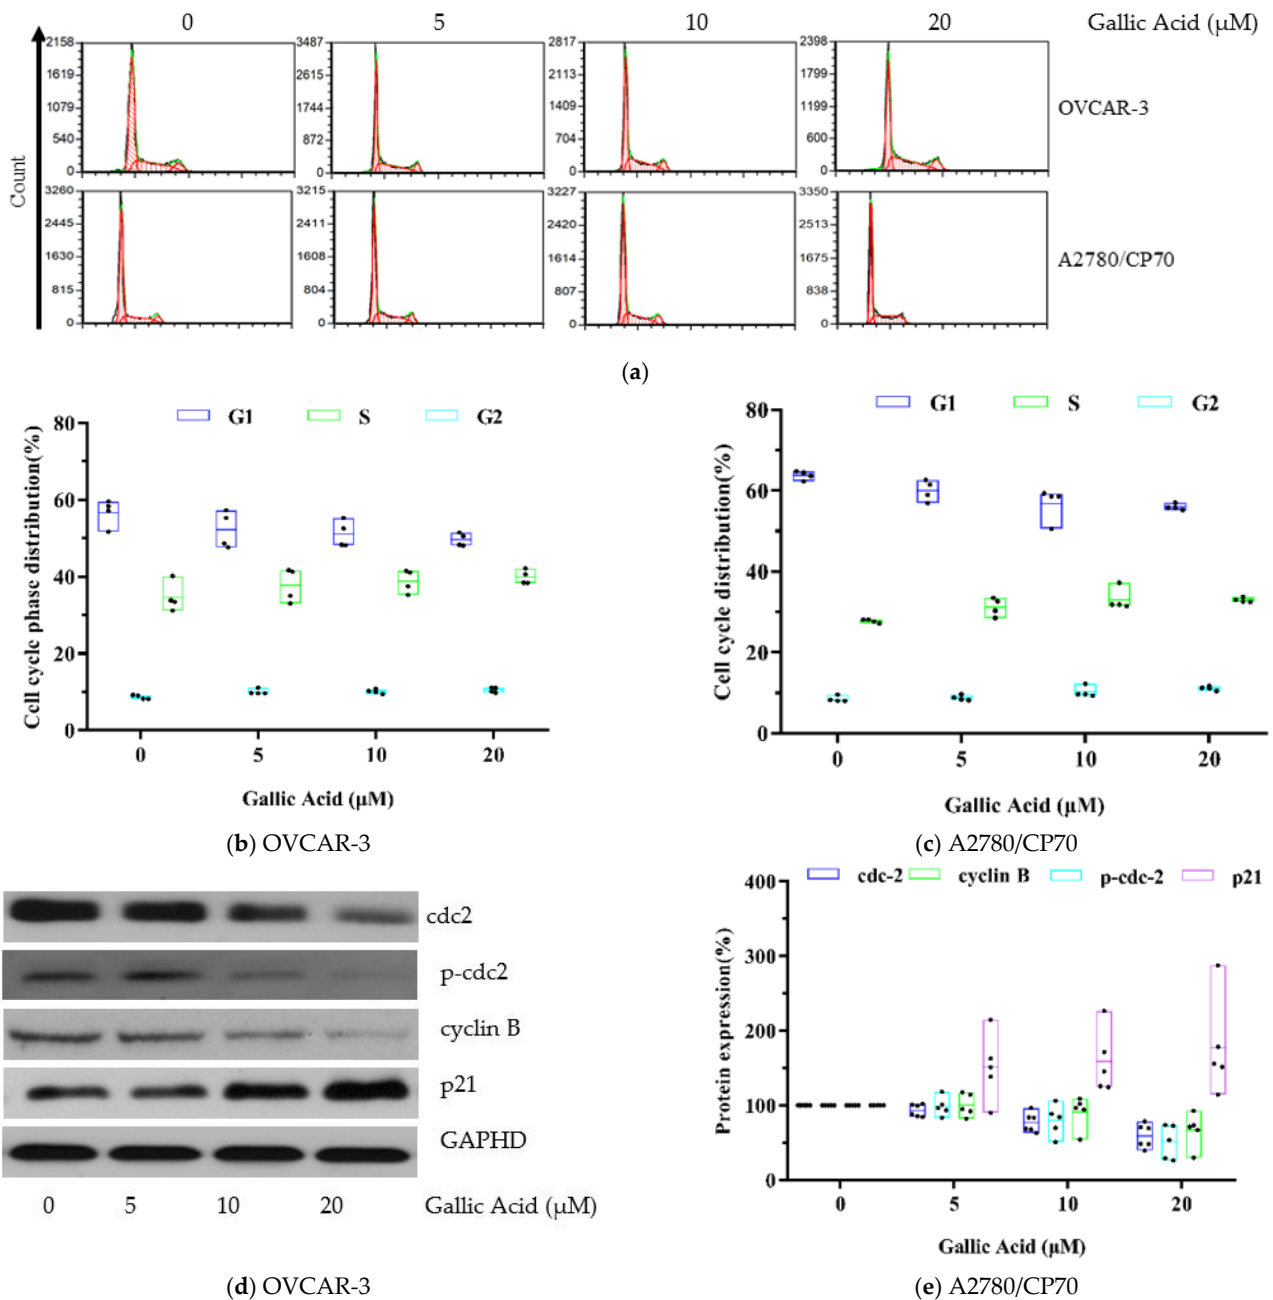 0 5 10 20 Gallic Acid (µM)
Count
2158 1619 1079 540 0
3487 2615 1744 872 0
2817 2113 1409 704 0
2398 1799 1199 600 0
OVCAR-3
3260 2445 1630 815 0
3215 2411 1608 804 0
3227 2420 1614 807 0
3350 2513 1675 838 0
A2780/CP70
(a)
G1 S G2
Cell cycle phase distribution(%)
80
60
40
20
0
0 5 10 20
Gallic Acid (µM)
(b) OVCAR-3
G1 S G2
Cell cycle distribution(%)
80
60
40
20
0
0 5 10 20
Gallic Acid (µM)
(c) A2780/CP70
cdc2
p-cdc2
cyclin B
p21
GAPHD
0 5 10 20 Gallic Acid (µM)
(d) OVCAR-3
cdc-2 cyclin B p-cdc-2 p21
Protein expression(%)
400
300
200
100
0
0 5 10 20
Gallic Acid (µM)
(e) A2780/CP70